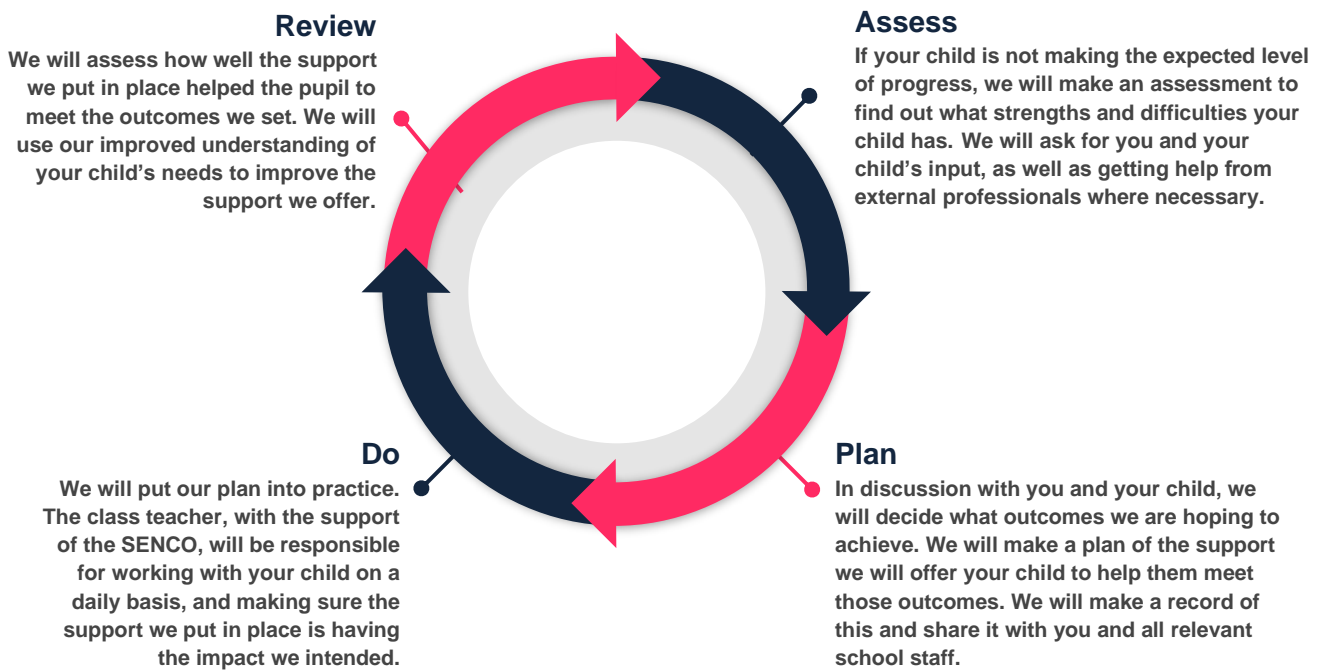 Review
We will assess how well the support
we put in place helped the pupil to
meet the outcomes we set. We will
use our improved understanding of
your child’s needs to improve the
support we offer.
Assess
If your child is not making the expected level
of progress, we will make an assessment to
find out what strengths and difficulties your
child has. We will ask for you and your
child’s input, as well as getting help from
external professionals where necessary.
Do
We will put our plan into practice.
The class teacher, with the support
of the SENCO, will be responsible
for working with your child on a
daily basis, and making sure the
support we put in place is having
the impact we intended.
Plan
In discussion with you and your child, we
will decide what outcomes we are hoping to
achieve. We will make a plan of the support
we will offer your child to help them meet
those outcomes. We will make a record of
this and share it with you and all relevant
school staff.